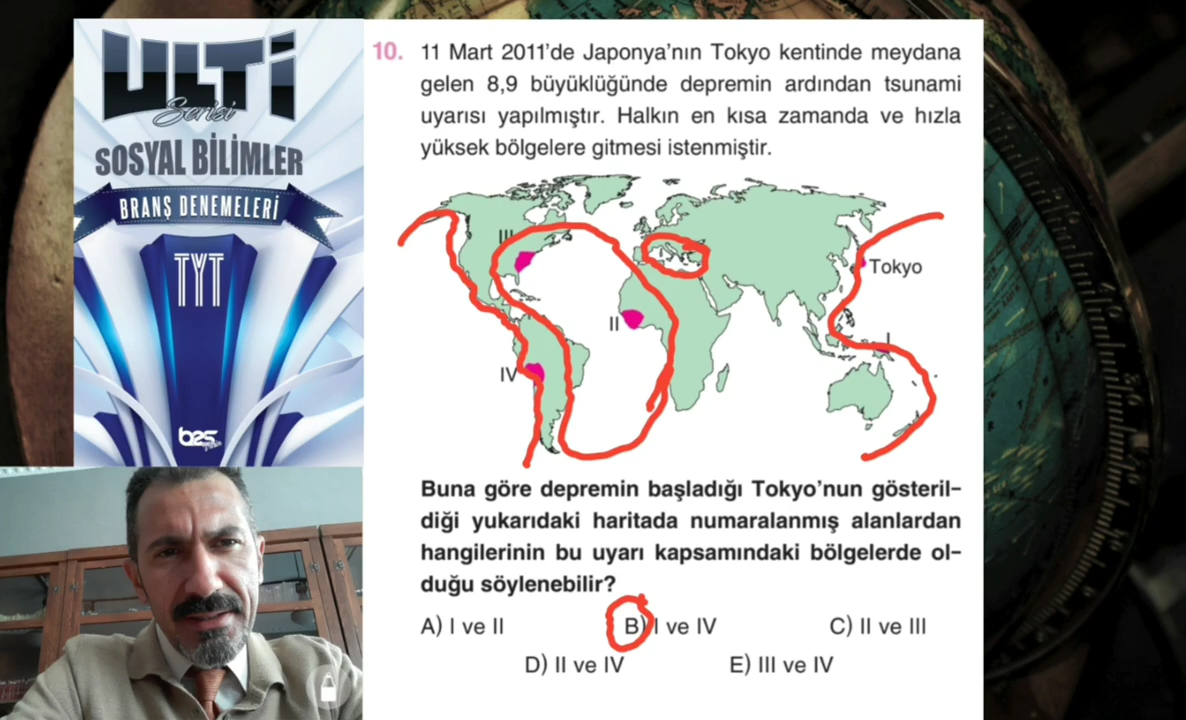 ULTi
Serisi
SOSYAL BİLİMLER
BRANŞ DENEMELERİ
TYT
b2s
10. 11 Mart 2011'de Japonya'nın Tokyo kentinde meydana
gelen 8,9 büyüklüğünde depremin ardından tsunami
uyarısı yapılmıştır. Halkın en kısa zamanda ve hızla
yüksek bölgelere gitmesi istenmiştir.
III
Tokyo
II
I
IV
Buna göre depremin başladığı Tokyo'nun gösteril-
diği yukarıdaki haritada numaralanmış alanlardan
hangilerinin bu uyarı kapsamındaki bölgelerde ol-
duğu söylenebilir?
A) I ve II B) I ve IV C) II ve III
D) II ve IV E) III ve IV